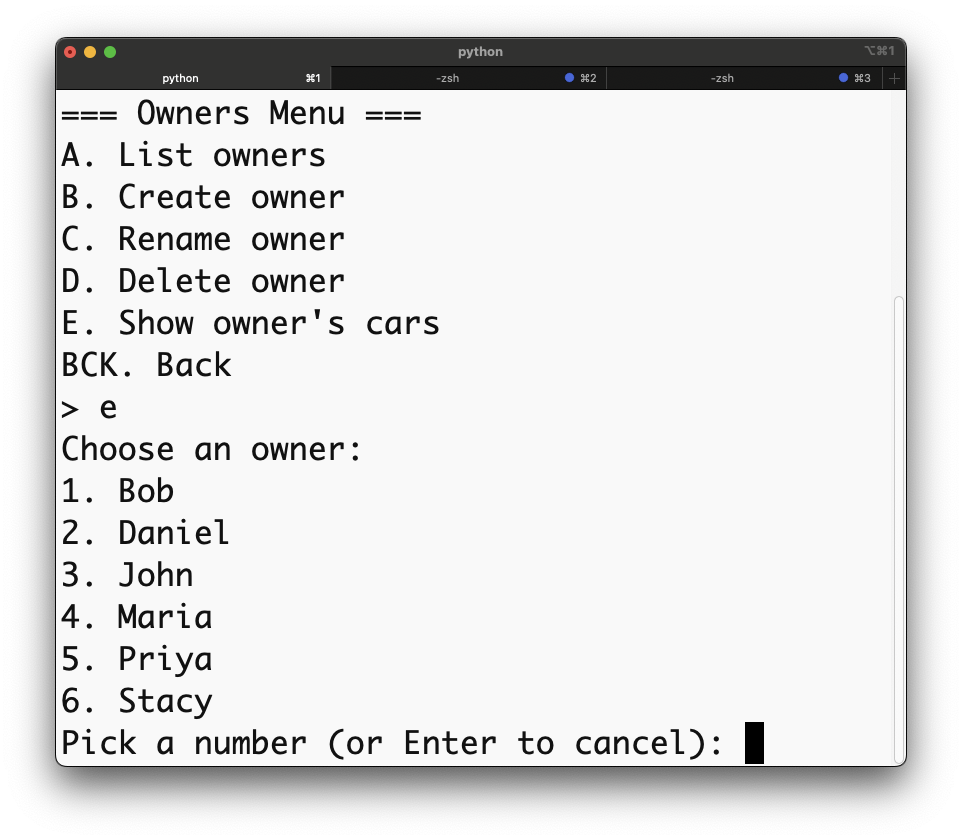 python
⌥⌘1
python ⌘1 -zsh ⌘2 -zsh ⌘3 +
=== Owners Menu ===
A. List owners
B. Create owner
C. Rename owner
D. Delete owner
E. Show owner's cars
BCK. Back
> e
Choose an owner:
1. Bob
2. Daniel
3. John
4. Maria
5. Priya
6. Stacy
Pick a number (or Enter to cancel):